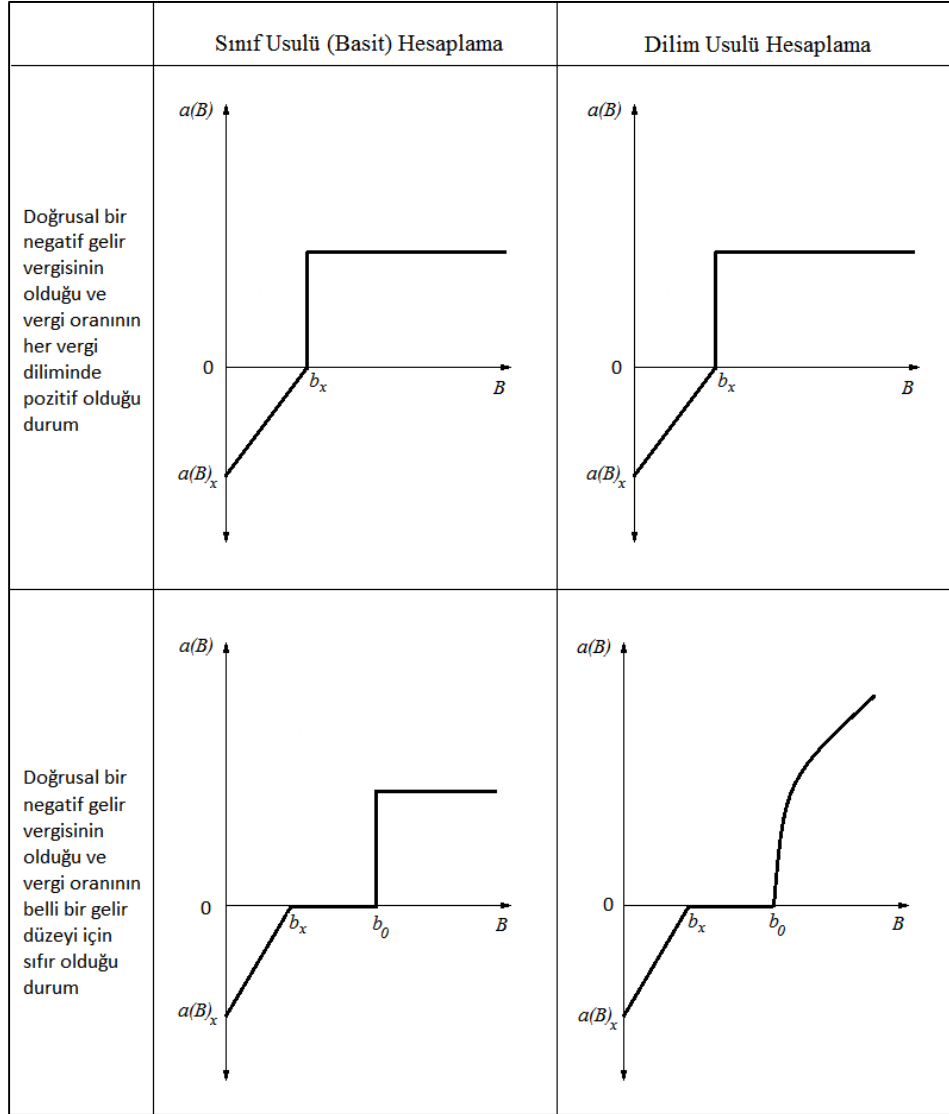 Sınıf Usulü (Basit) Hesaplama
Dilim Usulü Hesaplama
Doğrusal bir
negatif gelir
vergisinin
olduğu ve
vergi oranının
her vergi
diliminde
pozitif olduğu
durum
a(B)
0
b_x
B
a(B)_x
a(B)
0
b_x
B
a(B)_x
Doğrusal bir
negatif gelir
vergisinin
olduğu ve
vergi oranının
belli bir gelir
düzeyi için
sıfır olduğu
durum
a(B)
0
b_x
b_0
B
a(B)_x
a(B)
0
b_x
b_0
B
a(B)_x